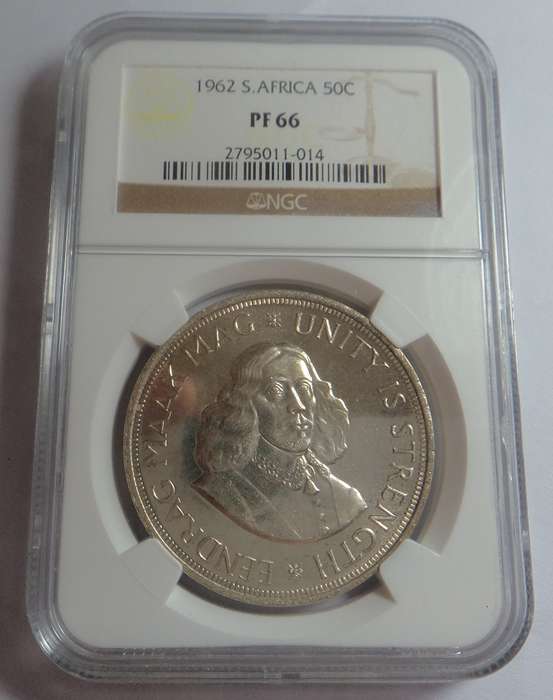 1962 S.AFRICA 50C
PF 66
2795011-014
NGC
EENDRAG MAAK MAG * UNITY IS STRENGTH *